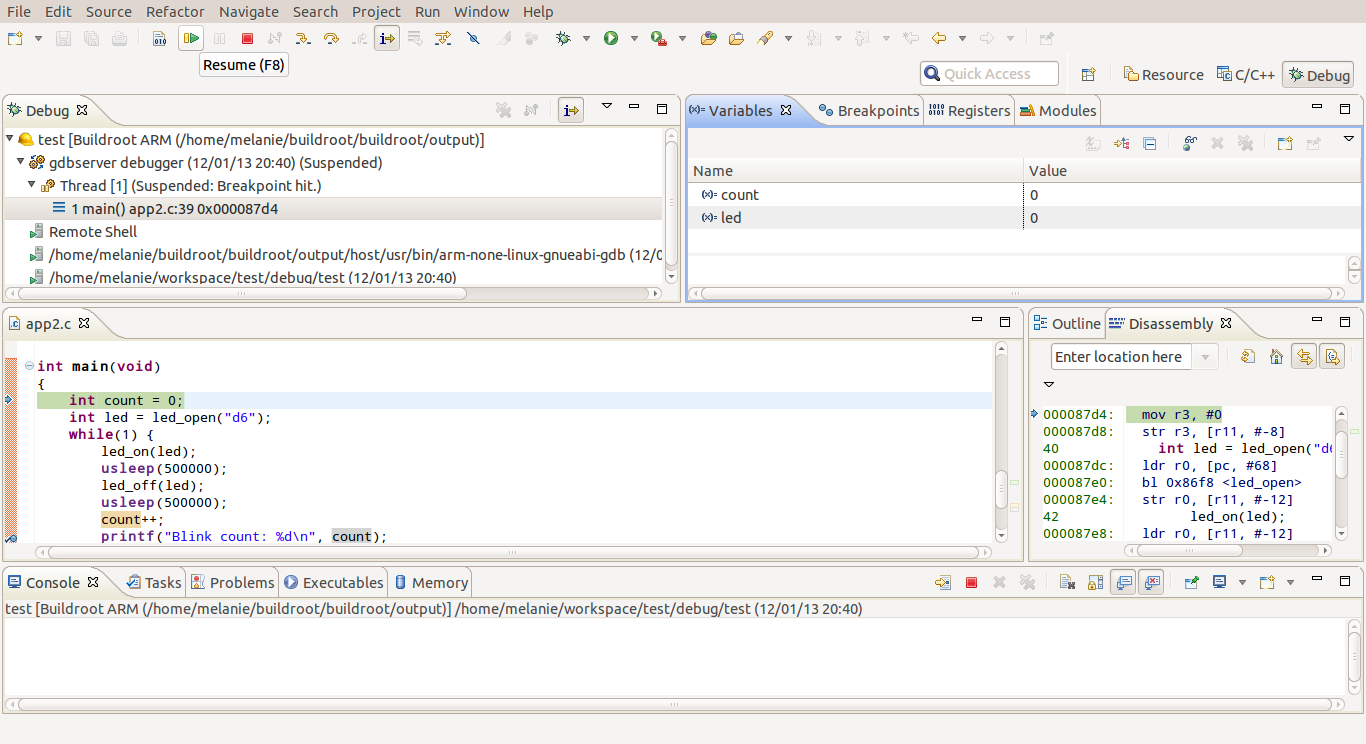 File Edit Source Refactor Navigate Search Project Run Window Help
Resume (F8)
Quick Access
Resource C/C++ Debug
Debug
test [Buildroot ARM (/home/melanie/buildroot/buildroot/output)]
gdbserver debugger (12/01/13 20:40) (Suspended)
Thread [1] (Suspended: Breakpoint hit.)
1 main() app2.c:39 0x000087d4
Remote Shell
/home/melanie/buildroot/buildroot/output/host/usr/bin/arm-none-linux-gnueabi-gdb (12/0
/home/melanie/workspace/test/debug/test (12/01/13 20:40)
Variables Breakpoints Registers Modules
Name Value
(x)= count 0
(x)= led 0
app2.c
int main(void)
{
int count = 0;
int led = led_open("d6");
while(1) {
led_on(led);
usleep(500000);
led_off(led);
usleep(500000);
count++;
printf("Blink count: %d\n", count);
Outline Disassembly
Enter location here
000087d4: mov r3, #0
000087d8: str r3, [r11, #-8]
40 int led = led_open("d6
000087dc: ldr r0, [pc, #68]
000087e0: bl 0x86f8 <led_open>
000087e4: str r0, [r11, #-12]
42 led_on(led);
000087e8: ldr r0, [r11, #-12]
Console Tasks Problems Executables Memory
test [Buildroot ARM (/home/melanie/buildroot/buildroot/output)] /home/melanie/workspace/test/debug/test (12/01/13 20:40)